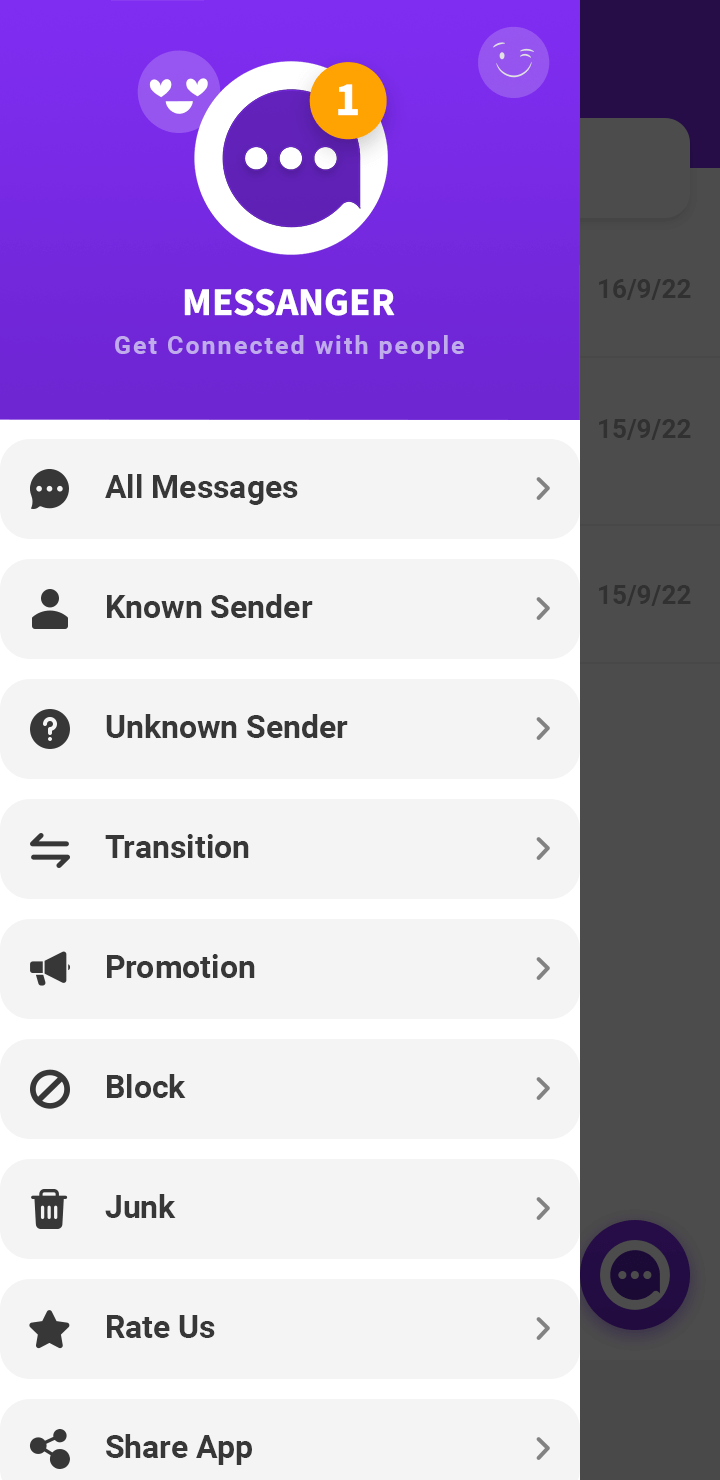 1
MESSANGER
Get Connected with people
All Messages
Known Sender
Unknown Sender
Transition
Promotion
Block
Junk
Rate Us
Share App
16/9/22
15/9/22
15/9/22